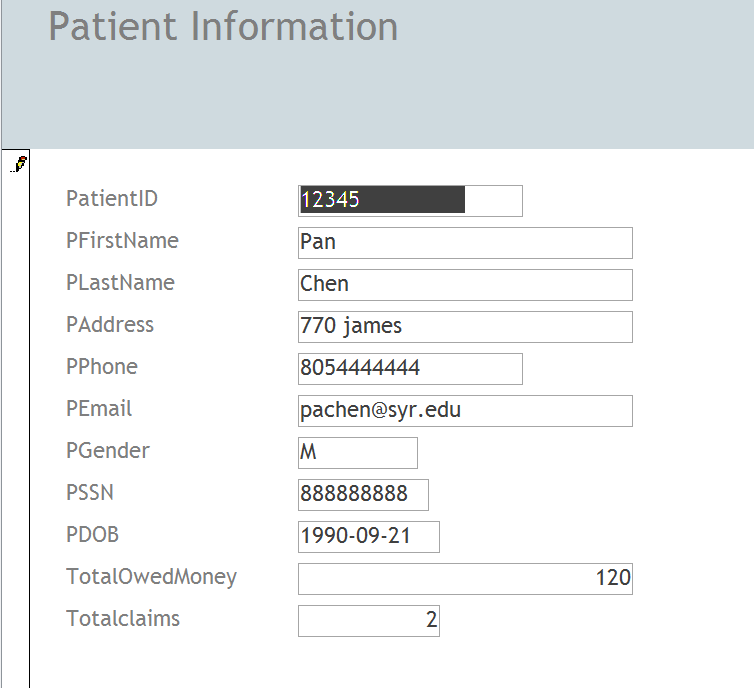 Patient Information
PatientID 12345
PFirstName Pan
PLastName Chen
PAddress 770 james
PPhone 8054444444
PEmail pachen@syr.edu
PGender M
PSSN 888888888
PDOB 1990-09-21
TotalOwedMoney 120
Totalclaims 2